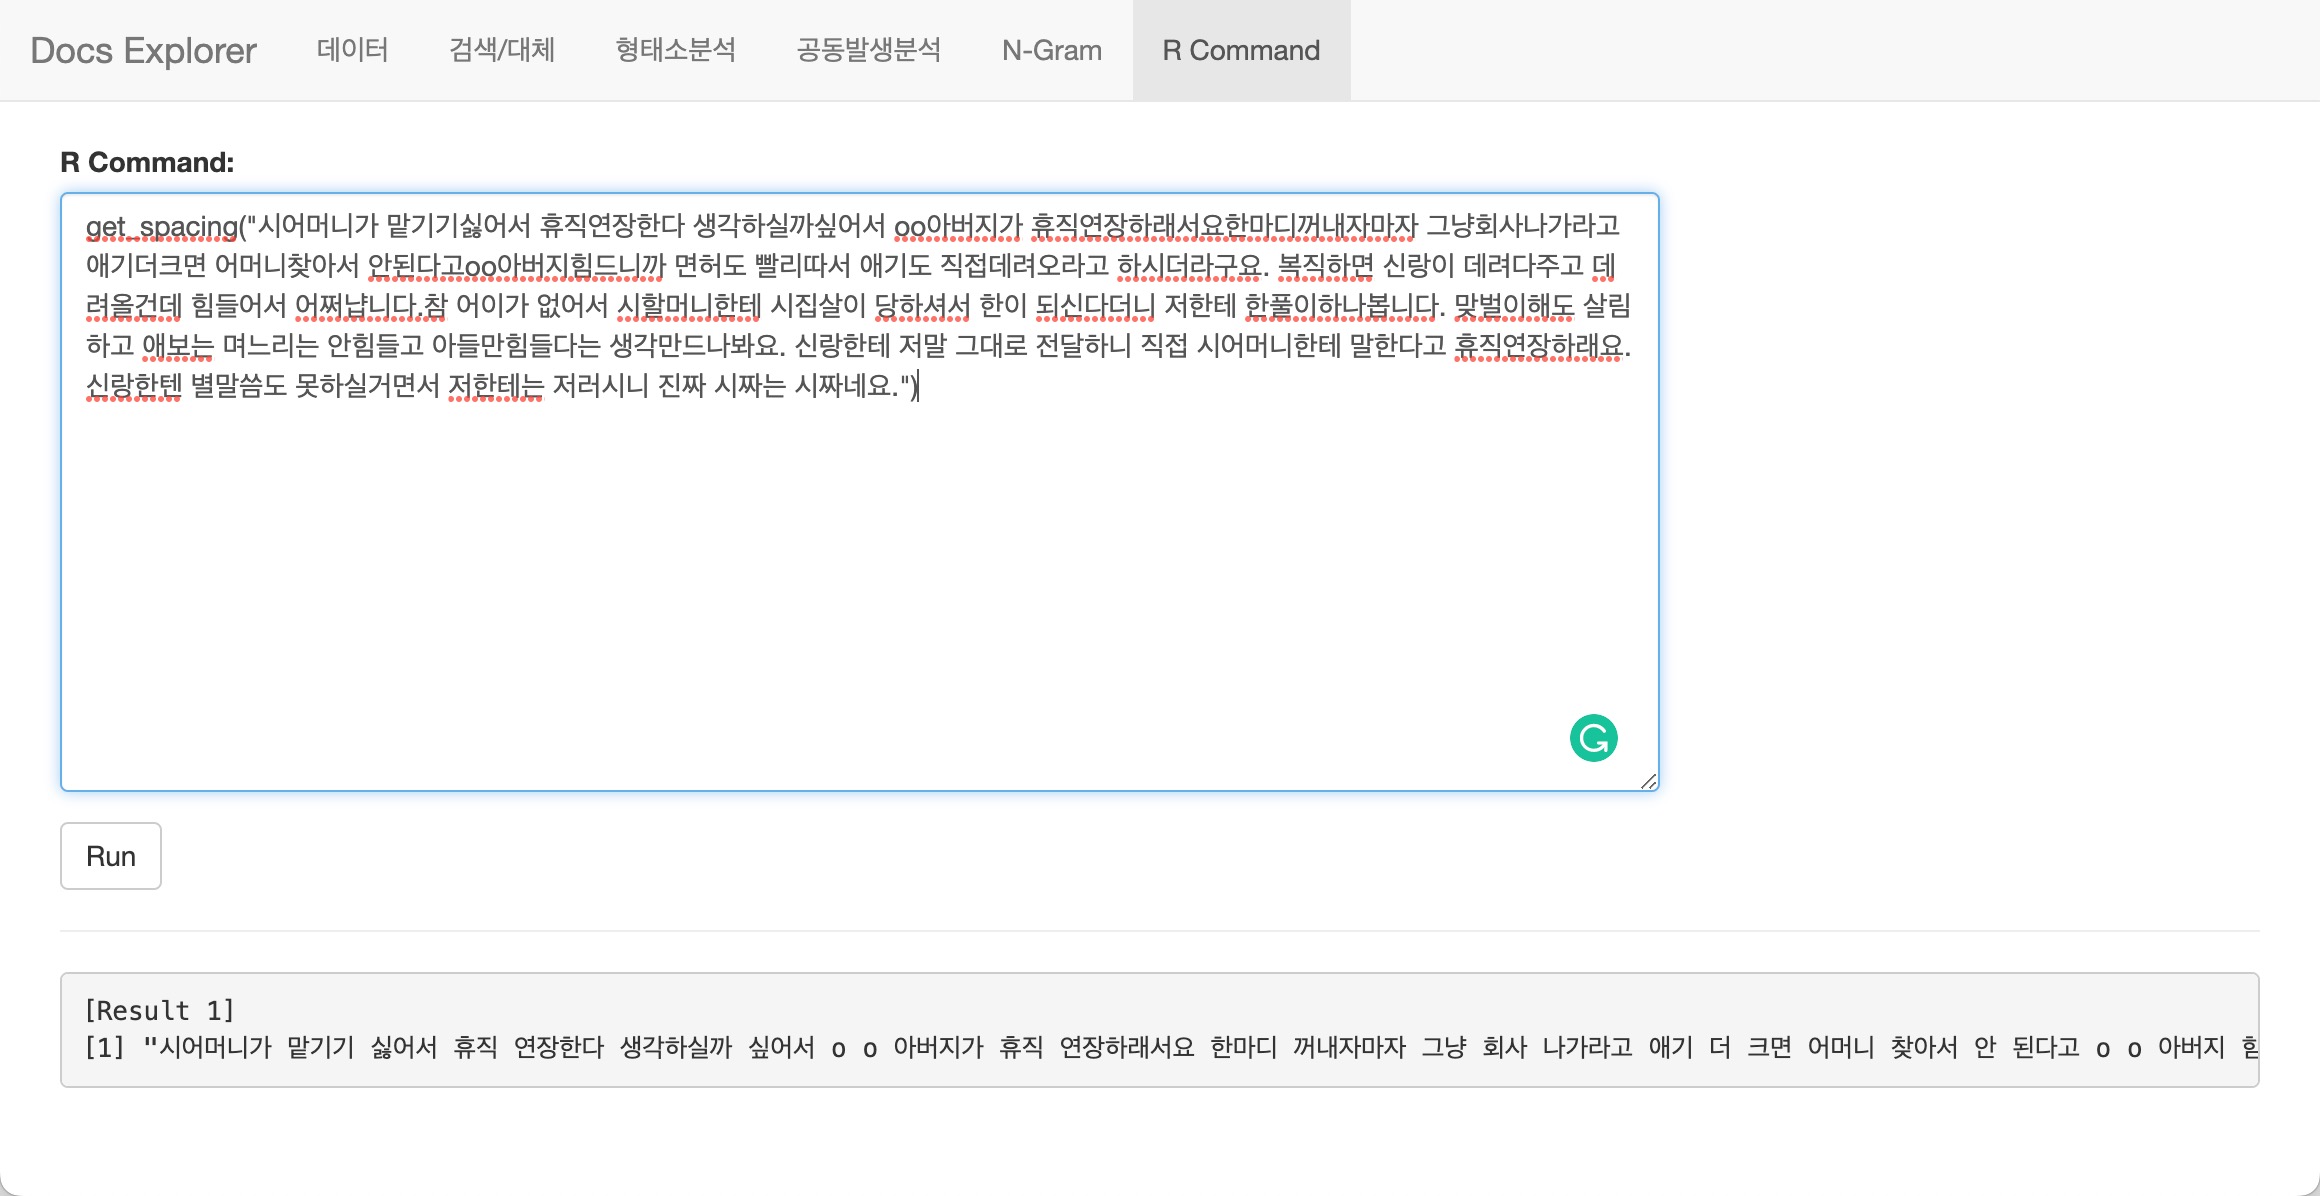 Docs Explorer 데이터 검색/대체 형태소분석 공동발생분석 N-Gram R Command
R Command:
get_spacing("시어머니가 맡기기싫어서 휴직연장한다 생각하실까싶어서 oo아버지가 휴직연장하래서요한마디꺼내자마자 그냥회사나가라고
애기더크면 어머니찾아서 안된다고oo아버지힘드니까 면허도 빨리따서 애기도 직접데려오라고 하시더라구요. 복직하면 신랑이 데려다주고 데
려올건데 힘들어서 어쩌냡니다.참 어이가 없어서 시할머니한테 시집살이 당하셔서 한이 되신다더니 저한테 한풀이하나봅니다. 맞벌이해도 살림
하고 애보는 며느리는 안힘들고 아들만힘들다는 생각만드나봐요. 신랑한테 저말 그대로 전달하니 직접 시어머니한테 말한다고 휴직연장하래요.
신랑한텐 별말씀도 못하실거면서 저한테는 저러시니 진짜 시짜는 시짜네요.")
Run
[Result 1]
[1] "시어머니가 맡기기 싫어서 휴직 연장한다 생각하실까 싶어서 o o 아버지가 휴직 연장하래서요 한마디 꺼내자마자 그냥 회사 나가라고 애기 더 크면 어머니 찾아서 안 된다고 o o 아버지